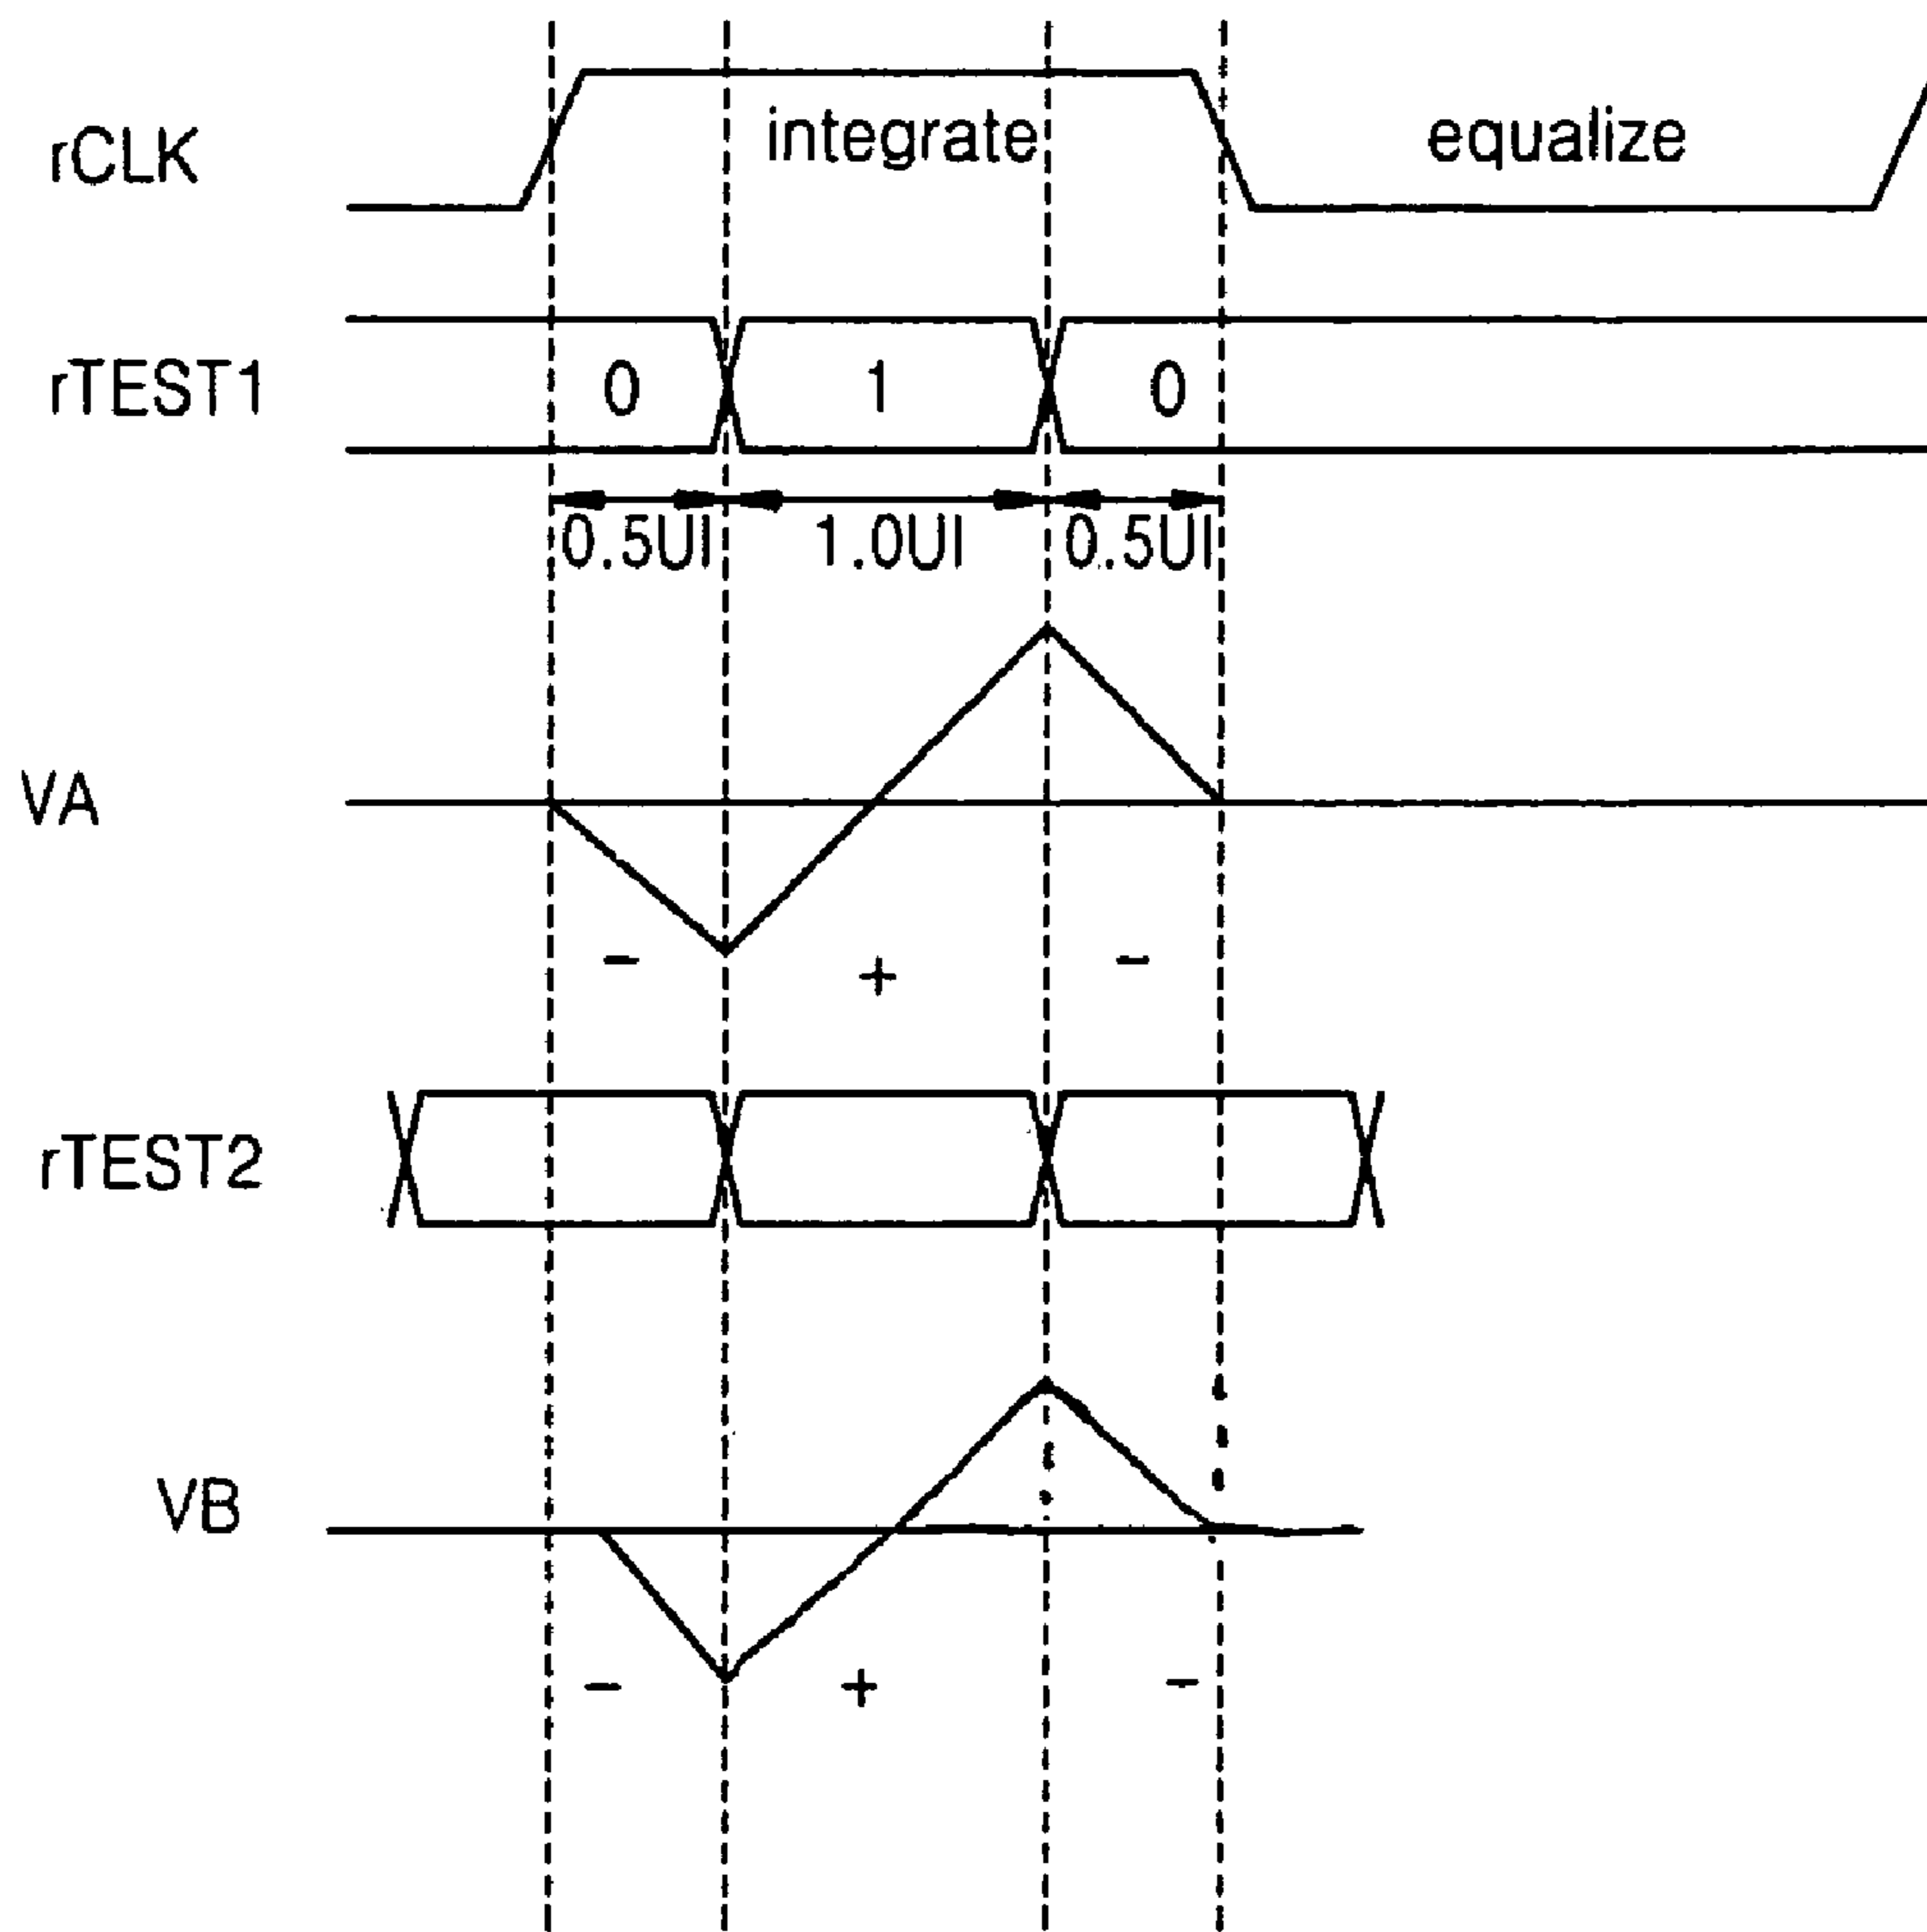 rCLK integrate equalize
rTEST1 0 1 0
0.5UI 1.0UI 0.5UI
VA
- + -
rTEST2
VB
- + -